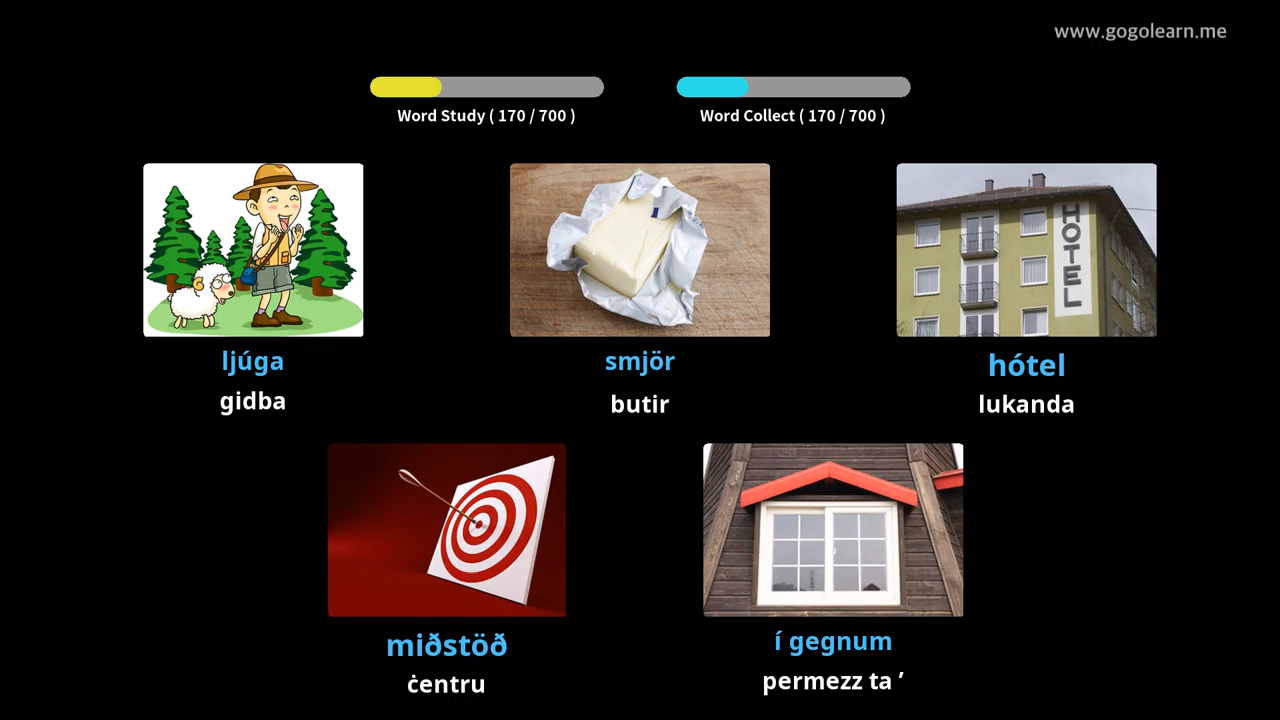 www.gogolearn.me
Word Study ( 170 / 700 )
Word Collect ( 170 / 700 )
HOTEL
ljúga
gidba
smjör
butir
hótel
lukanda
miðstöð
ċentru
í gegnum
permezz ta ’